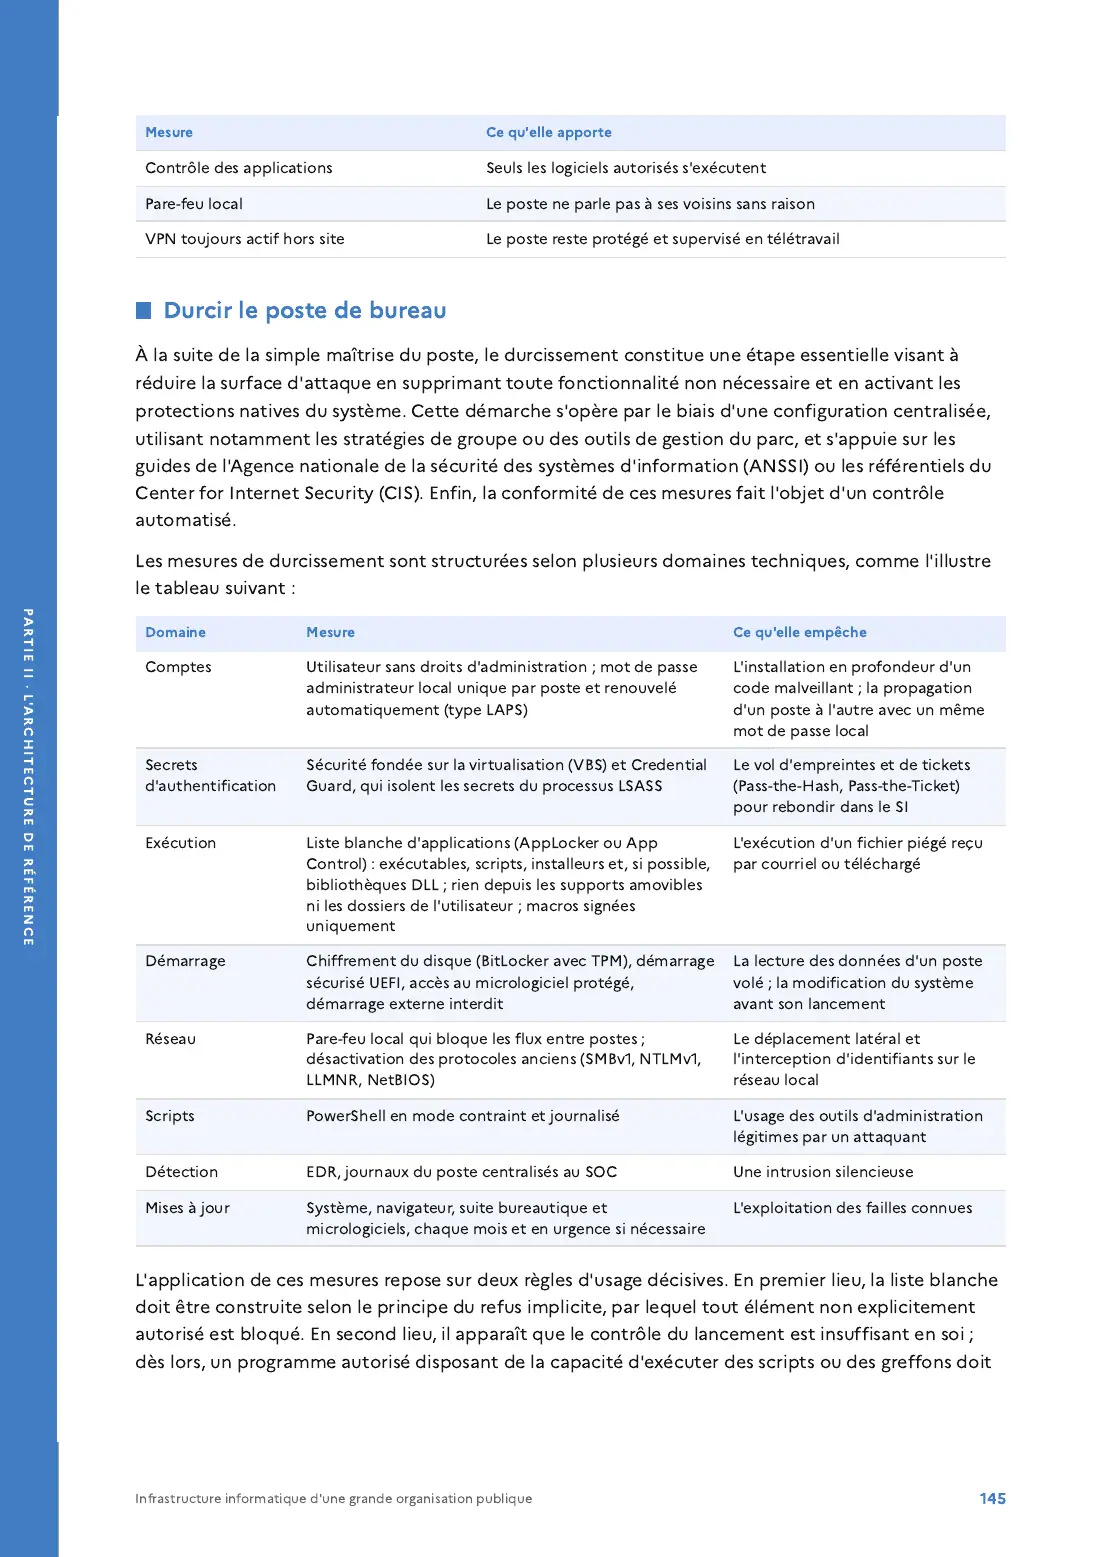 Mesure Ce qu'elle apporte
Contrôle des applications Seuls les logiciels autorisés s'exécutent
Pare-feu local Le poste ne parle pas à ses voisins sans raison
VPN toujours actif hors site Le poste reste protégé et supervisé en télétravail
Durcir le poste de bureau
À la suite de la simple maîtrise du poste, le durcissement constitue une étape essentielle visant à
réduire la surface d'attaque en supprimant toute fonctionnalité non nécessaire et en activant les
protections natives du système. Cette démarche s'opère par le biais d'une configuration centralisée,
utilisant notamment les stratégies de groupe ou des outils de gestion du parc, et s'appuie sur les
guides de l'Agence nationale de la sécurité des systèmes d'information (ANSSI) ou les référentiels du
Center for Internet Security (CIS). Enfin, la conformité de ces mesures fait l'objet d'un contrôle
automatisé.
Les mesures de durcissement sont structurées selon plusieurs domaines techniques, comme l'illustre
le tableau suivant :
Domaine Mesure Ce qu'elle empêche
Comptes Utilisateur sans droits d'administration ; mot de passe L'installation en profondeur d'un
administrateur local unique par poste et renouvelé code malveillant ; la propagation
automatiquement (type LAPS) d'un poste à l'autre avec un même
mot de passe local
Secrets Sécurité fondée sur la virtualisation (VBS) et Credential Le vol d'empreintes et de tickets
d'authentification Guard, qui isolent les secrets du processus LSASS (Pass-the-Hash, Pass-the-Ticket)
pour rebondir dans le SI
Exécution Liste blanche d'applications (AppLocker ou App L'exécution d'un fichier piégé reçu
Control) : exécutables, scripts, installeurs et, si possible, par courriel ou téléchargé
bibliothèques DLL ; rien depuis les supports amovibles
ni les dossiers de l'utilisateur ; macros signées
uniquement
Démarrage Chiffrement du disque (BitLocker avec TPM), démarrage La lecture des données d'un poste
sécurisé UEFI, accès au micrologiciel protégé, volé ; la modification du système
démarrage externe interdit avant son lancement
Réseau Pare-feu local qui bloque les flux entre postes ; Le déplacement latéral et
désactivation des protocoles anciens (SMBv1, NTLMv1, l'interception d'identifiants sur le
LLMNR, NetBIOS) réseau local
Scripts PowerShell en mode contraint et journalisé L'usage des outils d'administration
légitimes par un attaquant
Détection EDR, journaux du poste centralisés au SOC Une intrusion silencieuse
Mises à jour Système, navigateur, suite bureautique et L'exploitation des failles connues
micrologiciels, chaque mois et en urgence si nécessaire
L'application de ces mesures repose sur deux règles d'usage décisives. En premier lieu, la liste blanche
doit être construite selon le principe du refus implicite, par lequel tout élément non explicitement
autorisé est bloqué. En second lieu, il apparaît que le contrôle du lancement est insuffisant en soi ;
dès lors, un programme autorisé disposant de la capacité d'exécuter des scripts ou des greffons doit
Infrastructure informatique d'une grande organisation publique 145
PARTIE II · L'ARCHITECTURE DE RÉFÉRENCE